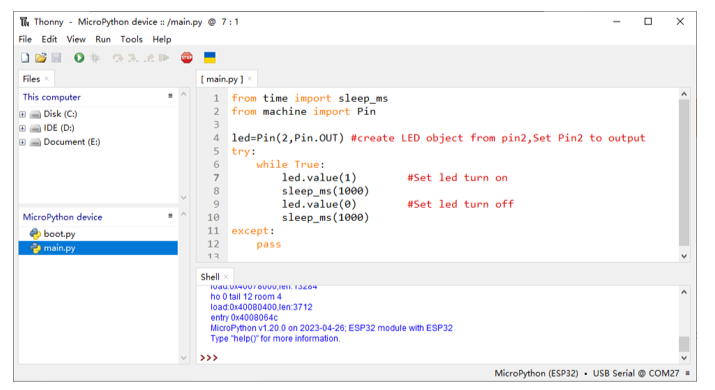 Thonny - MicroPython device :: /main.py @ 7 : 1
File Edit View Run Tools Help
STOP
Files ×
This computer
Disk (C:)
IDE (D:)
Document (E:)
MicroPython device
boot.py
main.py
[ main.py ] ×
1 from time import sleep_ms
2 from machine import Pin
3
4 led=Pin(2,Pin.OUT) #create LED object from pin2,Set Pin2 to output
5 try:
6 while True:
7 led.value(1) #Set led turn on
8 sleep_ms(1000)
9 led.value(0) #Set led turn off
10 sleep_ms(1000)
11 except:
12 pass
13
Shell ×
load:0x40078000,len:13284
ho 0 tail 12 room 4
load:0x40080400,len:3712
entry 0x4008064c
MicroPython v1.20.0 on 2023-04-26; ESP32 module with ESP32
Type "help()" for more information.
>>>
MicroPython (ESP32) • USB Serial @ COM27 ≡